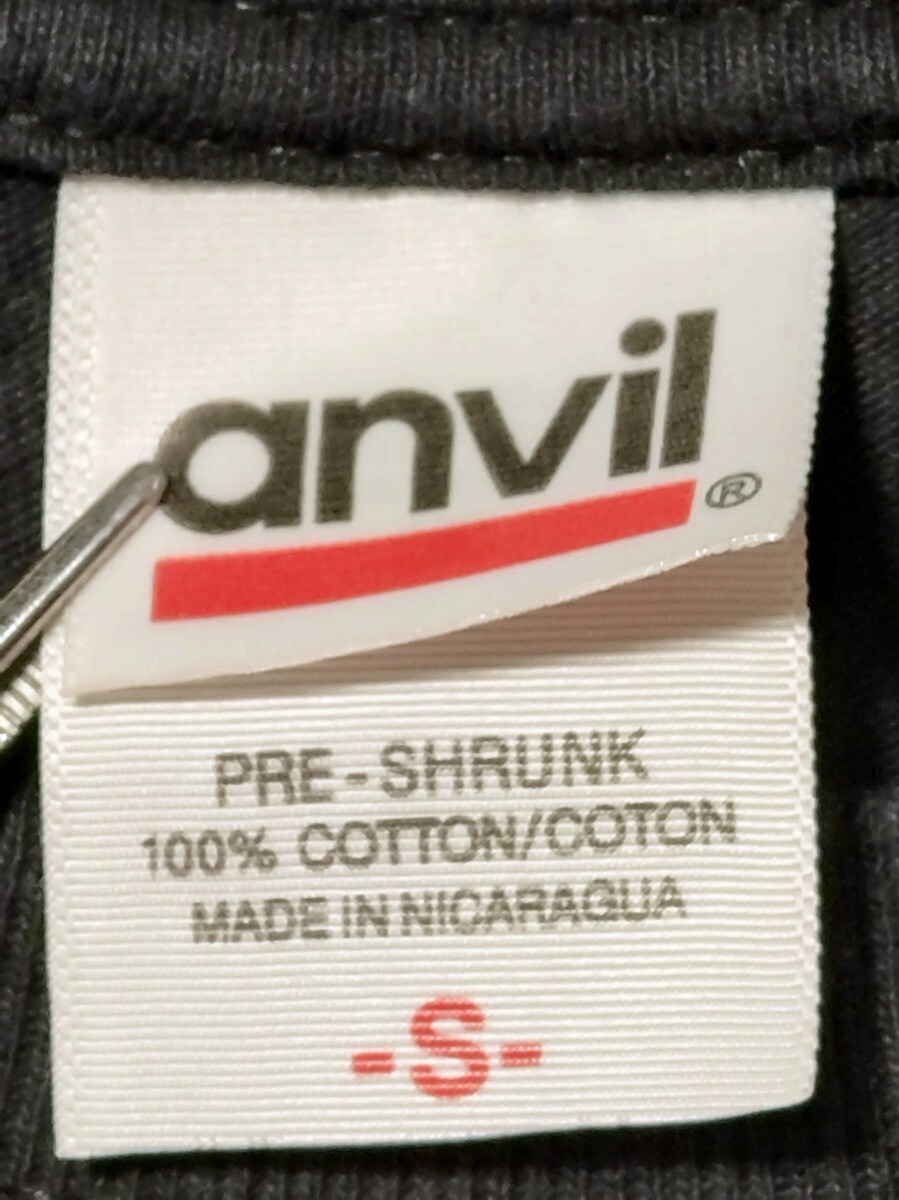 anvil®
PRE-SHRUNK
100% COTTON/COTON
MADE IN NICARAGUA
-S-